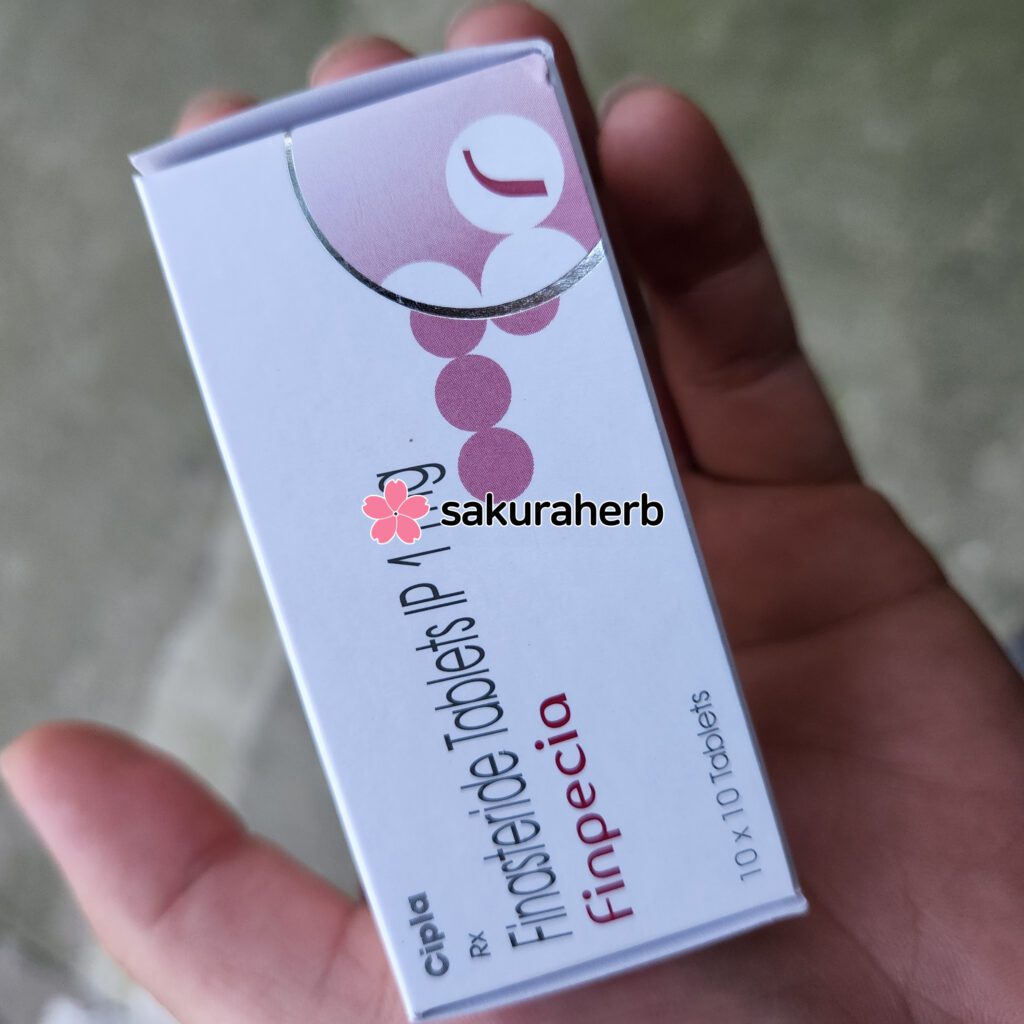 Cipla
Rx
Finasteride Tablets IP 1 mg
Finpecia
10 x 10 Tablets
sakuraherb